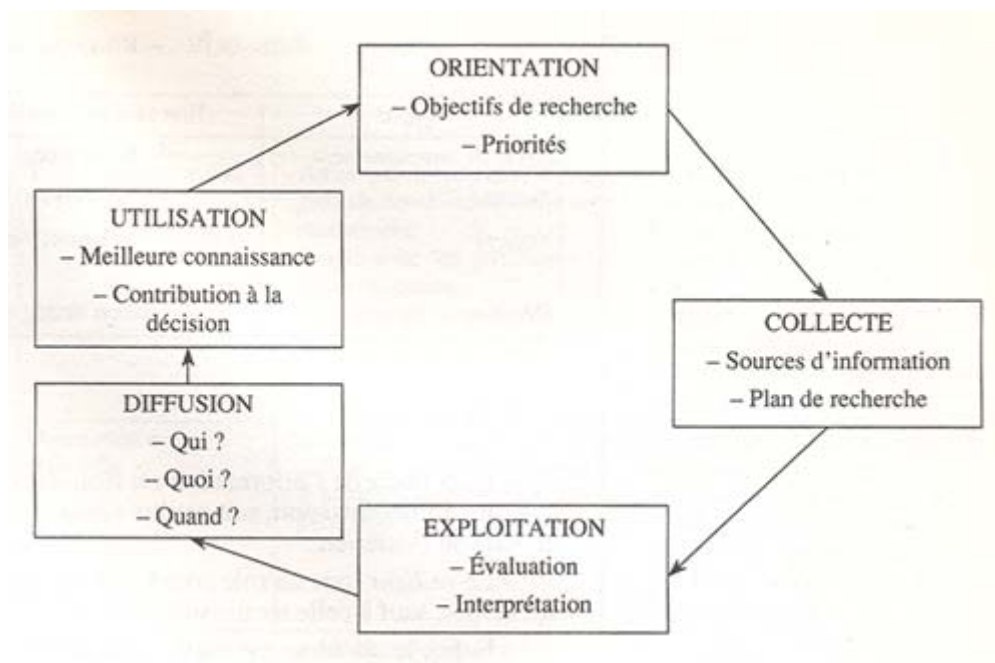 ORIENTATION
– Objectifs de recherche
– Priorités
UTILISATION
– Meilleure connaissance
– Contribution à la
décision
COLLECTE
– Sources d'information
– Plan de recherche
DIFFUSION
– Qui ?
– Quoi ?
– Quand ?
EXPLOITATION
– Évaluation
– Interprétation